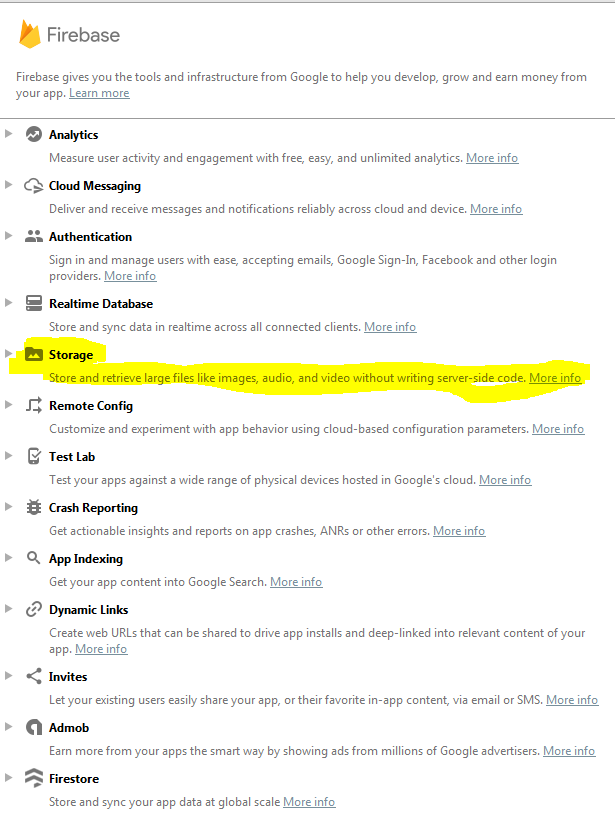 Firebase
Firebase gives you the tools and infrastructure from Google to help you develop, grow and earn money from
your app. Learn more
Analytics
Measure user activity and engagement with free, easy, and unlimited analytics. More info
Cloud Messaging
Deliver and receive messages and notifications reliably across cloud and device. More info
Authentication
Sign in and manage users with ease, accepting emails, Google Sign-In, Facebook and other login
providers. More info
Realtime Database
Store and sync data in realtime across all connected clients. More info
Storage
Store and retrieve large files like images, audio, and video without writing server-side code. More info
Remote Config
Customize and experiment with app behavior using cloud-based configuration parameters. More info
Test Lab
Test your apps against a wide range of physical devices hosted in Google's cloud. More info
Crash Reporting
Get actionable insights and reports on app crashes, ANRs or other errors. More info
App Indexing
Get your app content into Google Search. More info
Dynamic Links
Create web URLs that can be shared to drive app installs and deep-linked into relevant content of your
app. More info
Invites
Let your existing users easily share your app, or their favorite in-app content, via email or SMS. More info
Admob
Earn more from your apps the smart way by showing ads from millions of Google advertisers. More info
Firestore
Store and sync your app data at global scale More info